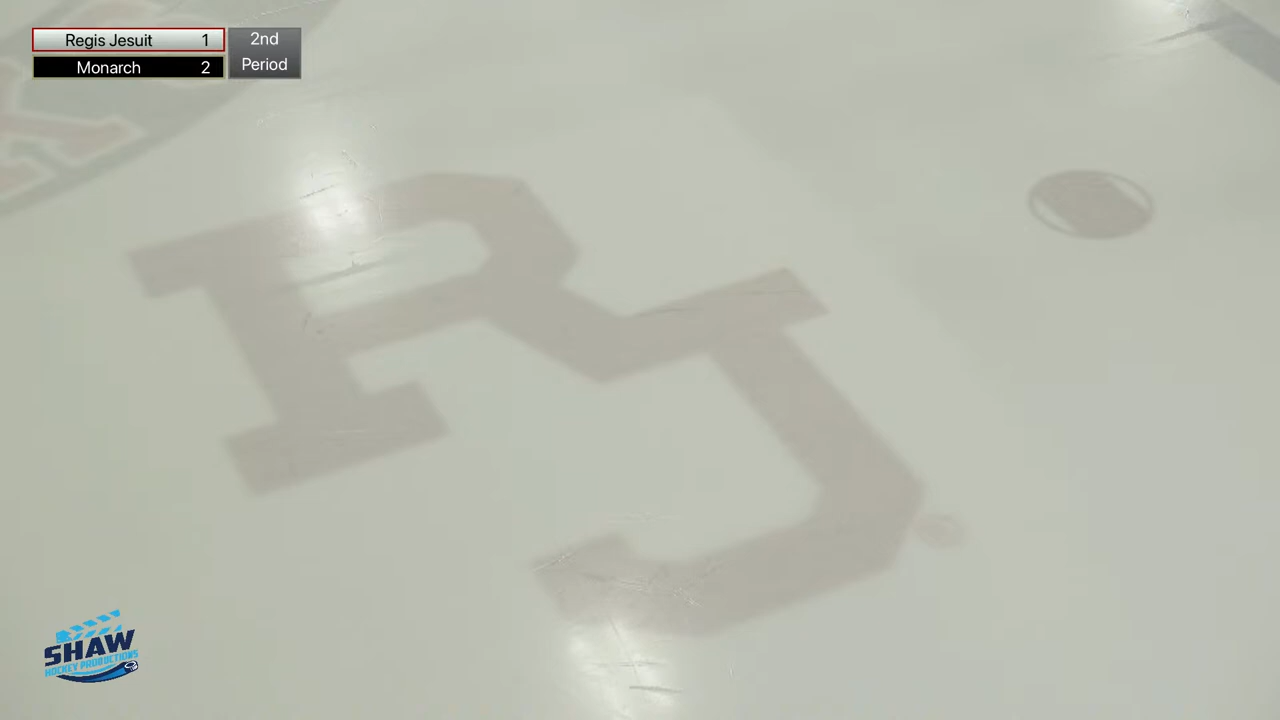 Regis Jesuit 1
Monarch 2
2nd
Period
RJ
SHAW
HOCKEY PRODUCTIONS